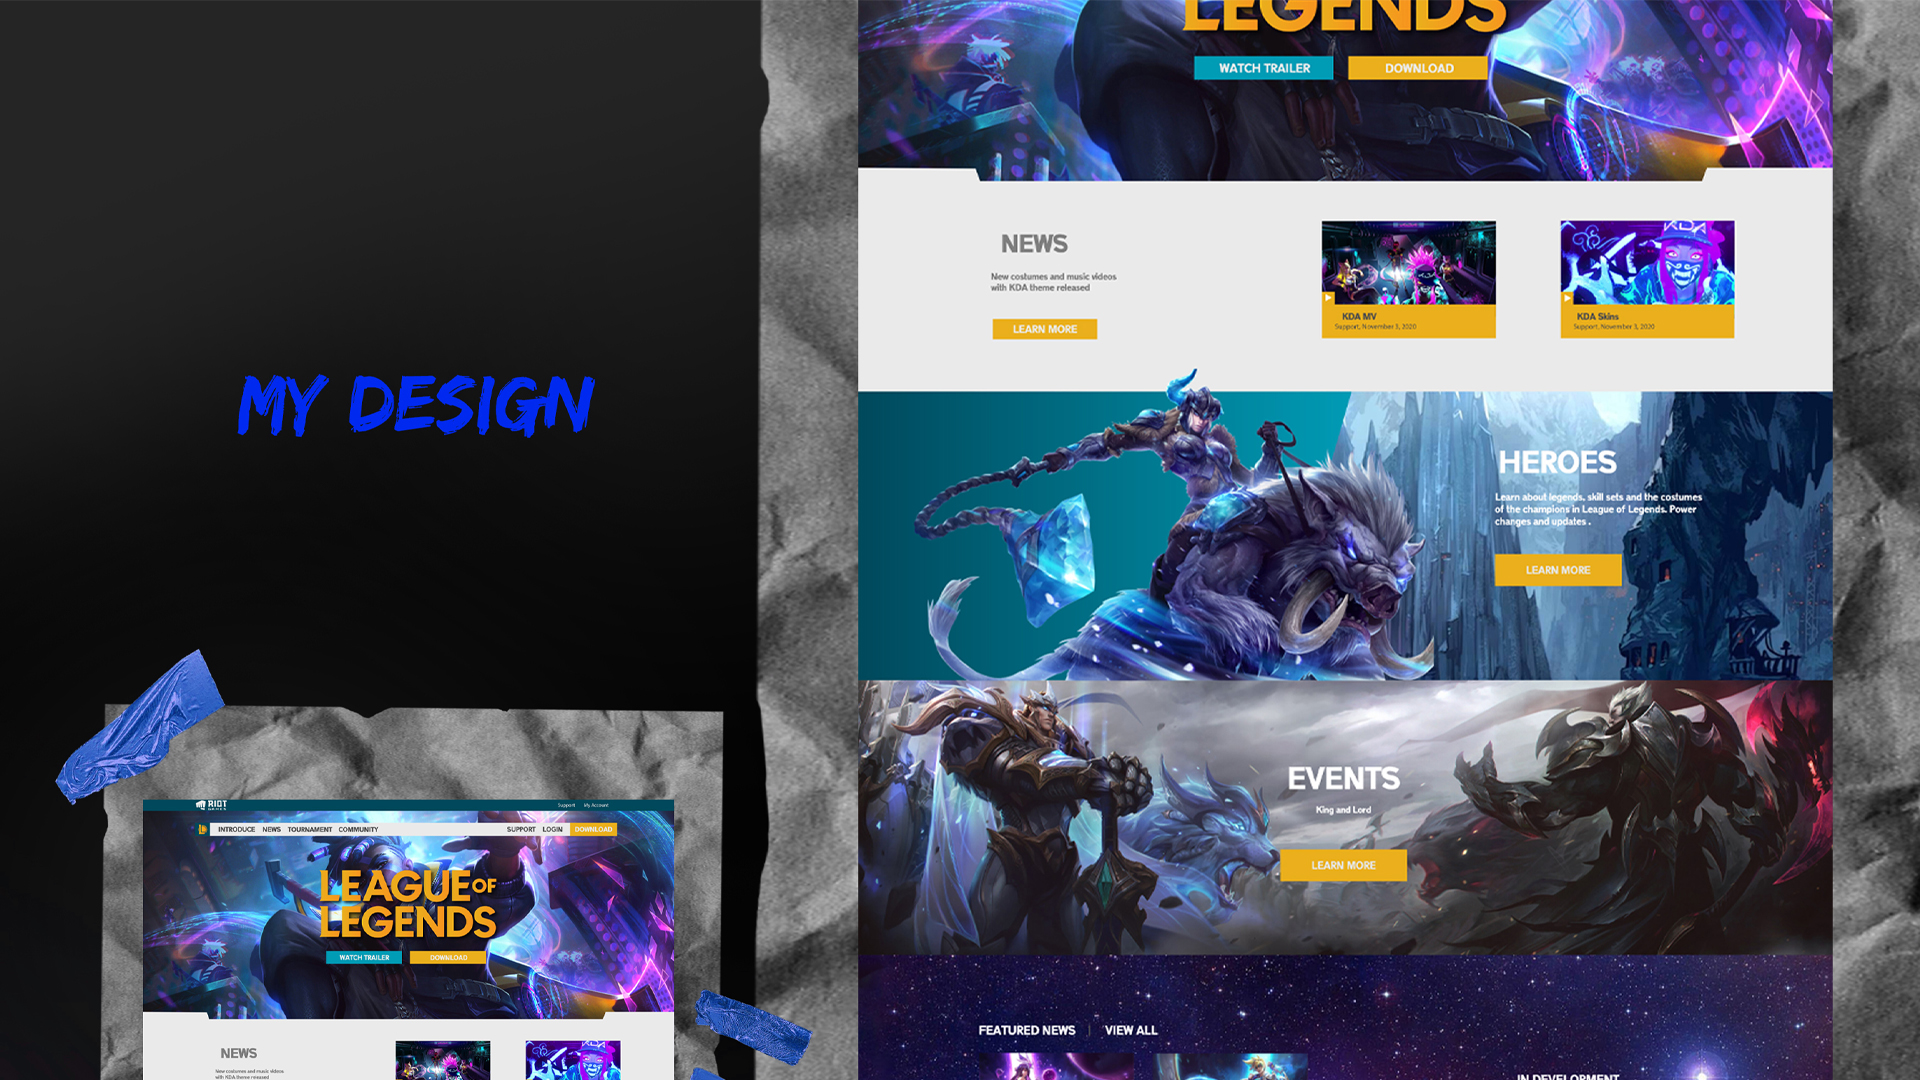 MY DESIGN
RIOT
GAMES
Support My Account
INTRODUCE NEWS TOURNAMENT COMMUNITY SUPPORT LOGIN DOWNLOAD
LEAGUE OF
LEGENDS
WATCH TRAILER DOWNLOAD
NEWS
New costumes and music videos
with KDA theme released
LEGENDS
WATCH TRAILER DOWNLOAD
NEWS
New costumes and music videos
with KDA theme released
LEARN MORE
KDA MV
Support, November 3, 2020
KDA Skins
Support, November 3, 2020
HEROES
Learn about legends, skill sets and the costumes
of the champions in League of Legends. Power
changes and updates .
LEARN MORE
EVENTS
King and Lord
LEARN MORE
FEATURED NEWS | VIEW ALL
IN DEVELOPMENT